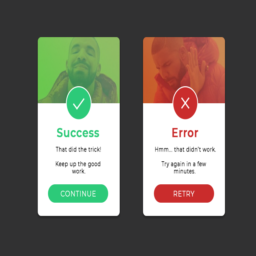 Success
That did the trick!
Keep up the good
work.
CONTINUE
Error
Hmm... that didn't work.
Try again in a few
minutes.
RETRY